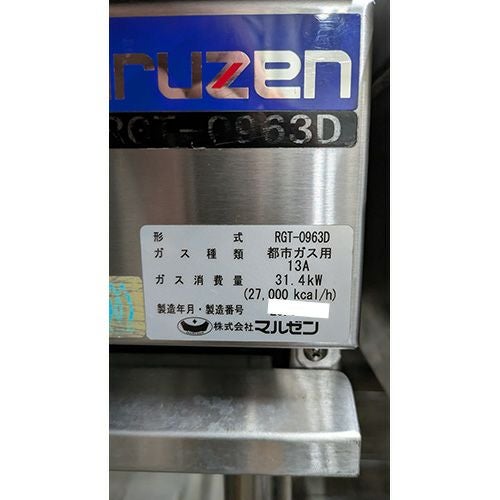 ruzen
RGT-0963D
形 式 RGT-0963D
ガス種類 都市ガス用
13A
ガス消費量 31.4kW
(27,000 kcal/h)
製造年月・製造番号
株式会社マルゼン